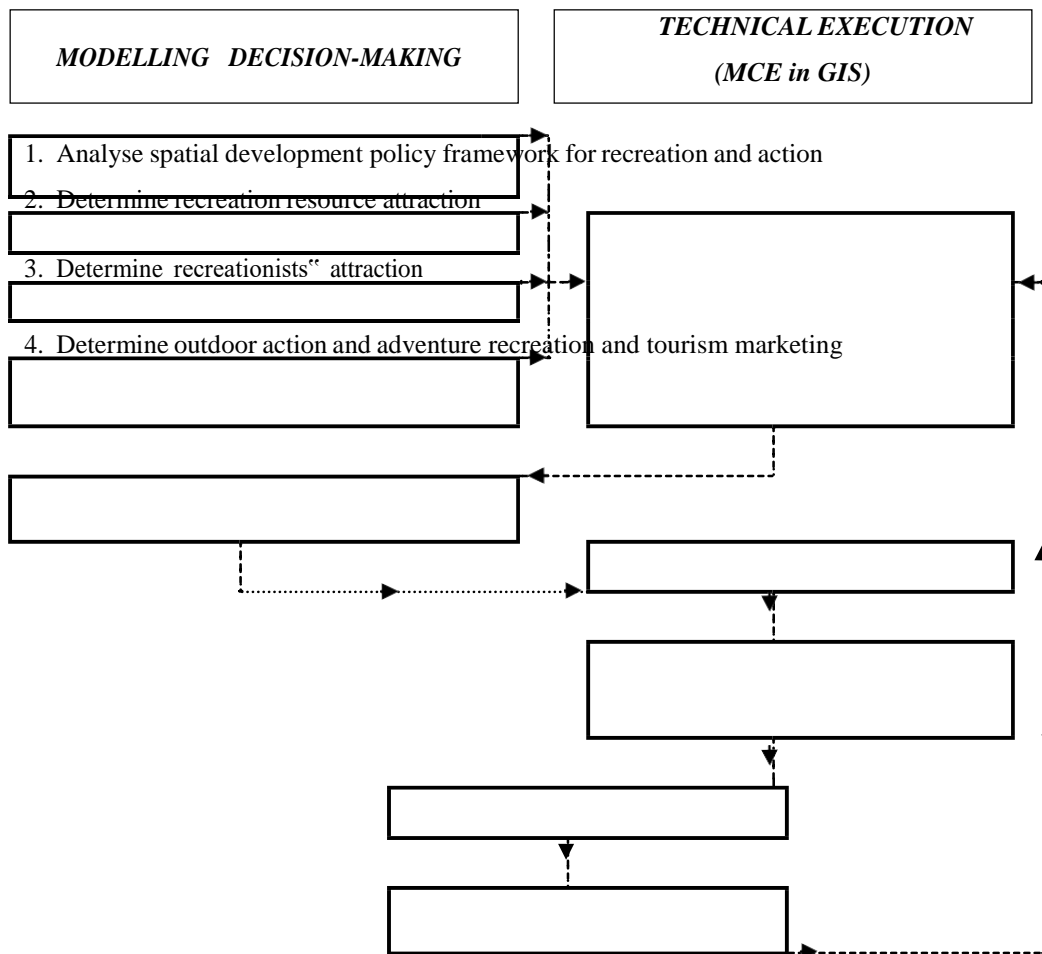 MODELLING DECISION-MAKING
TECHNICAL EXECUTION
(MCE in GIS)
1. Analyse spatial development policy framework for recreation and action
2. Determine recreation resource attraction
3. Determine recreationists‟ attraction
4. Determine outdoor action and adventure recreation and tourism marketing